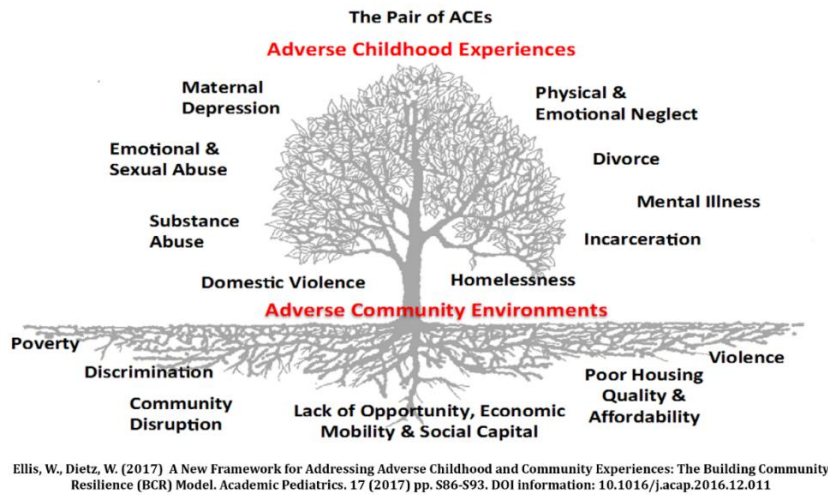 The Pair of ACEs
Adverse Childhood Experiences
Maternal
Depression
Physical &
Emotional Neglect
Emotional &
Sexual Abuse
Divorce
Mental Illness
Substance
Abuse
Incarceration
Domestic Violence
Homelessness
Adverse Community Environments
Poverty
Violence
Discrimination
Poor Housing
Quality &
Affordability
Community
Disruption
Lack of Opportunity, Economic
Mobility & Social Capital
Ellis, W., Dietz, W. (2017) A New Framework for Addressing Adverse Childhood and Community Experiences: The Building Community
Resilience (BCR) Model. Academic Pediatrics. 17 (2017) pp. S86-S93. DOI information: 10.1016/j.acap.2016.12.011